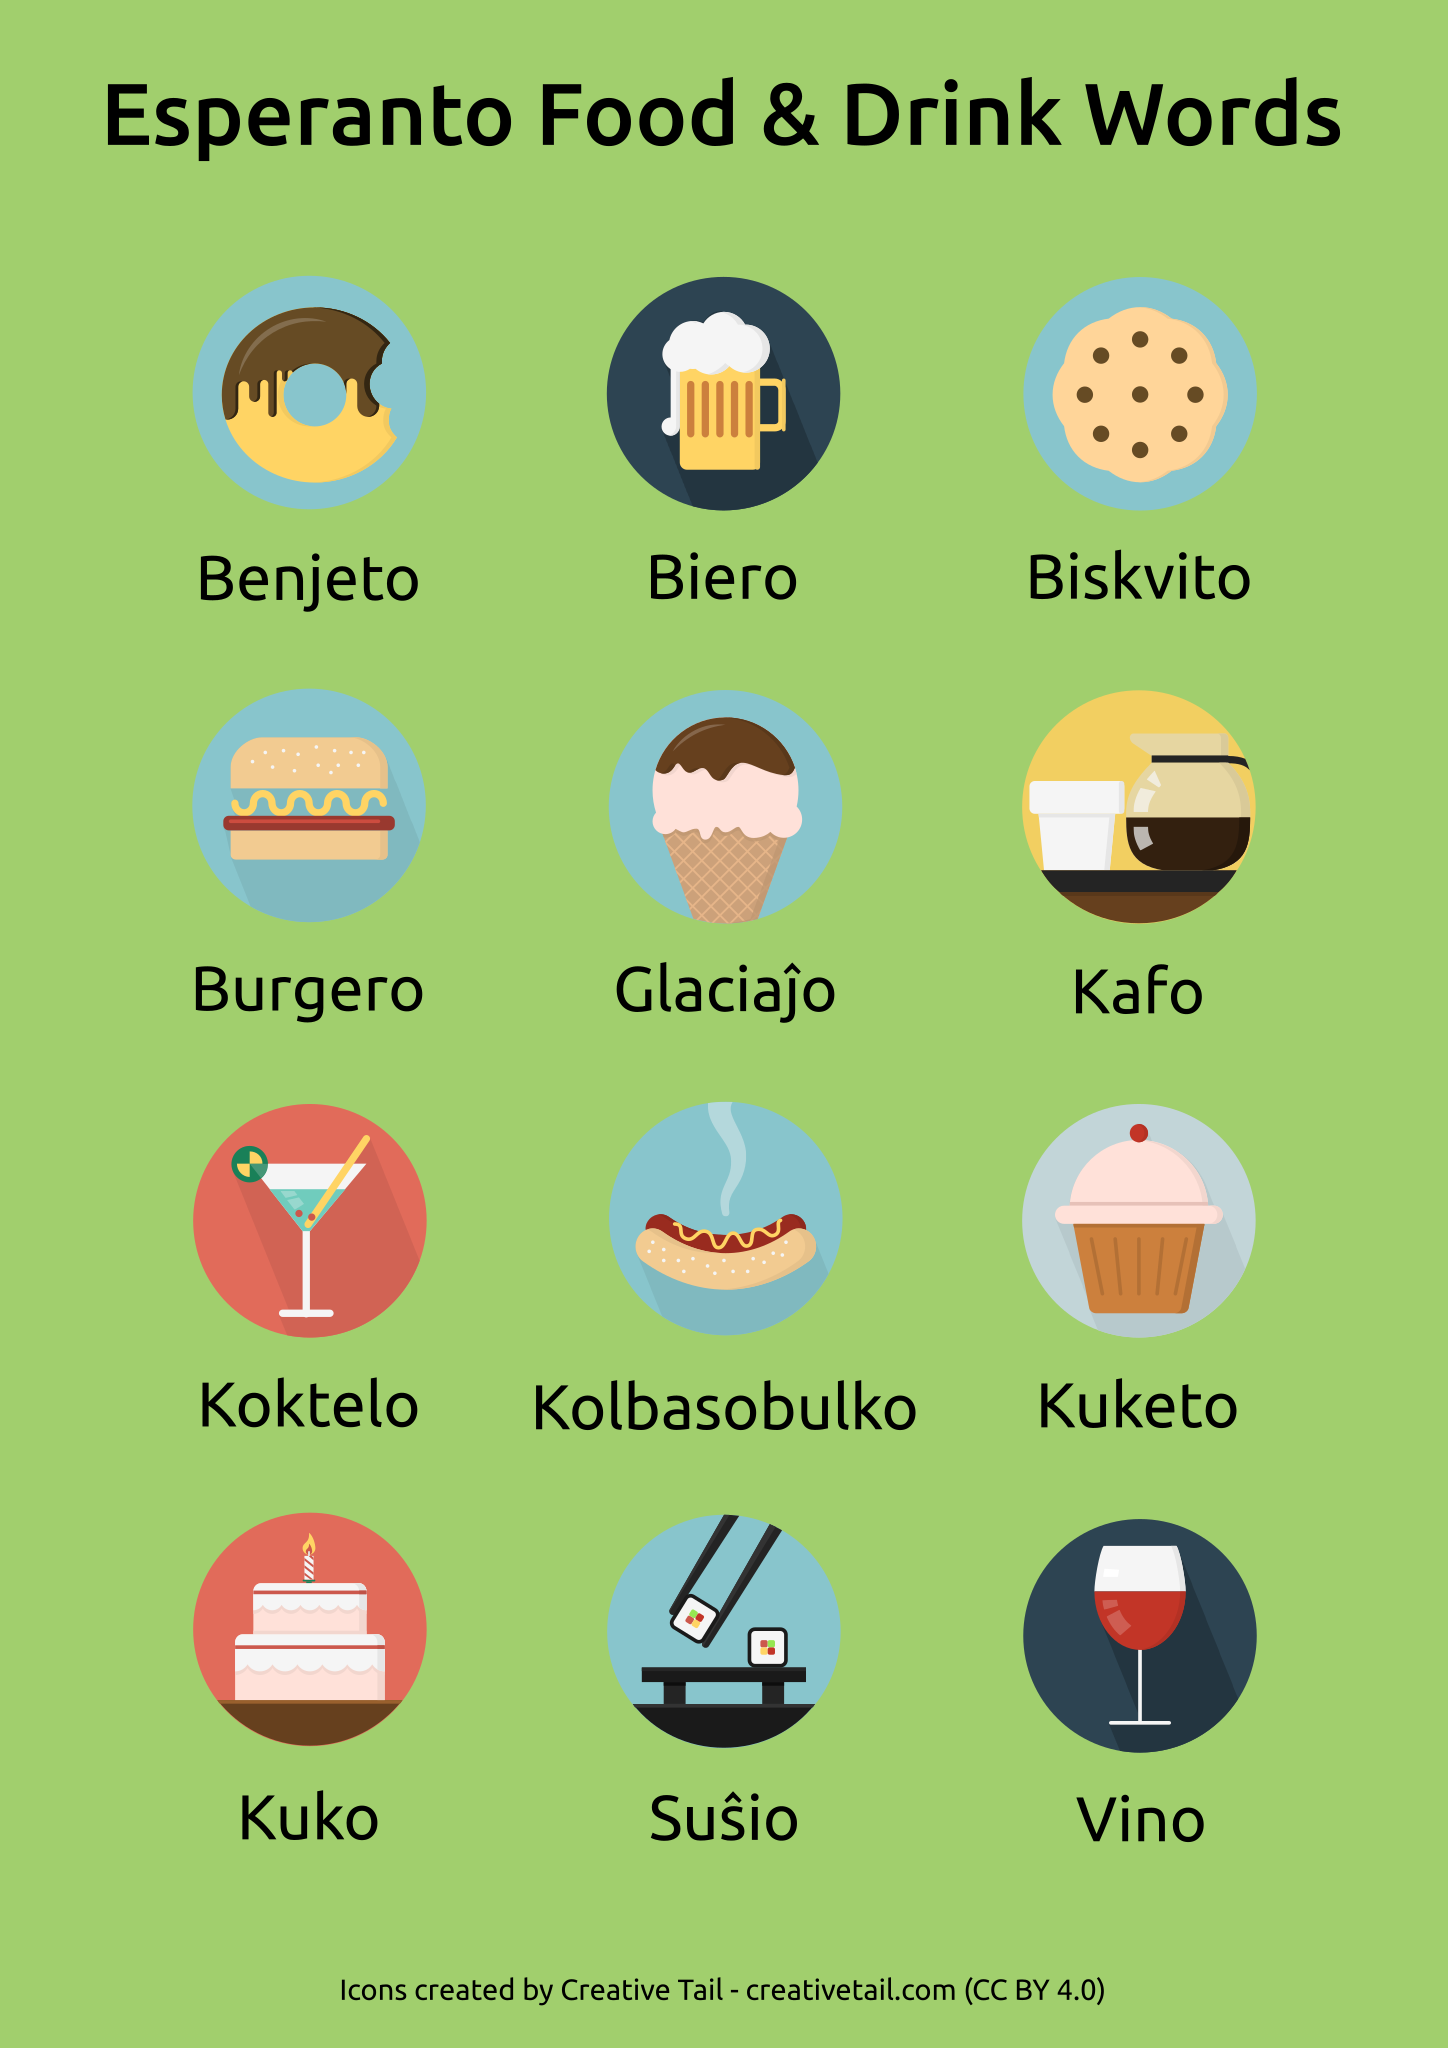 Esperanto Food & Drink Words
Benjeto
Biero
Biskvito
Burgero
Glaciaĵo
Kafo
Koktelo
Kolbasobulko
Kuketo
Kuko
Suŝio
Vino
Icons created by Creative Tail - creativetail.com (CC BY 4.0)